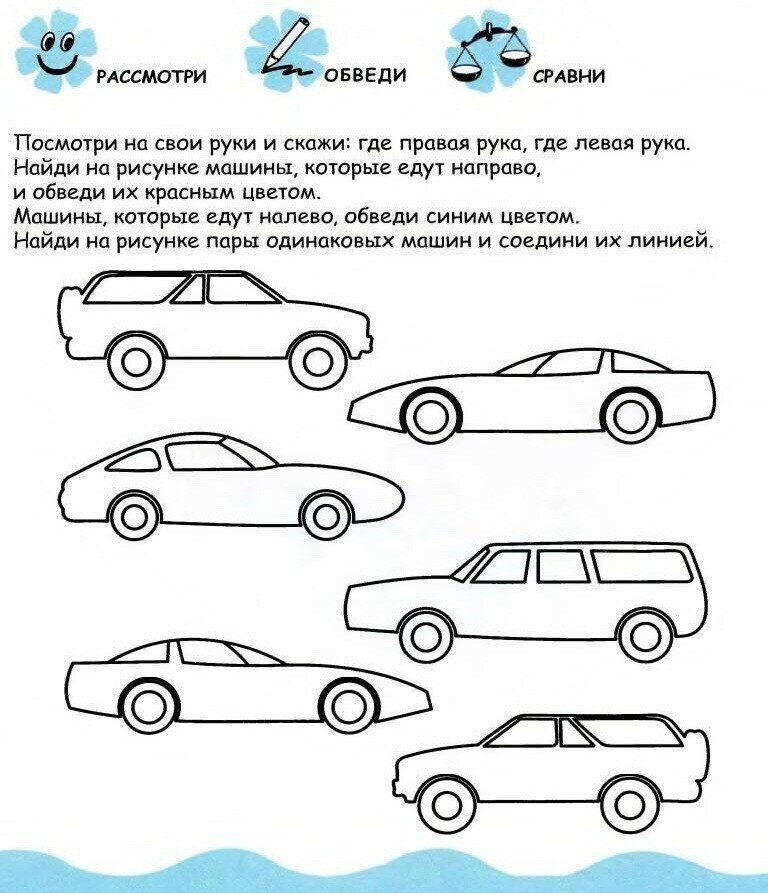 РАССМОТРИ ОБВЕДИ СРАВНИ
Посмотри на свои руки и скажи: где правая рука, где левая рука.
Найди на рисунке машины, которые едут направо,
и обведи их красным цветом.
Машины, которые едут налево, обведи синим цветом.
Найди на рисунке пары одинаковых машин и соедини их линией.